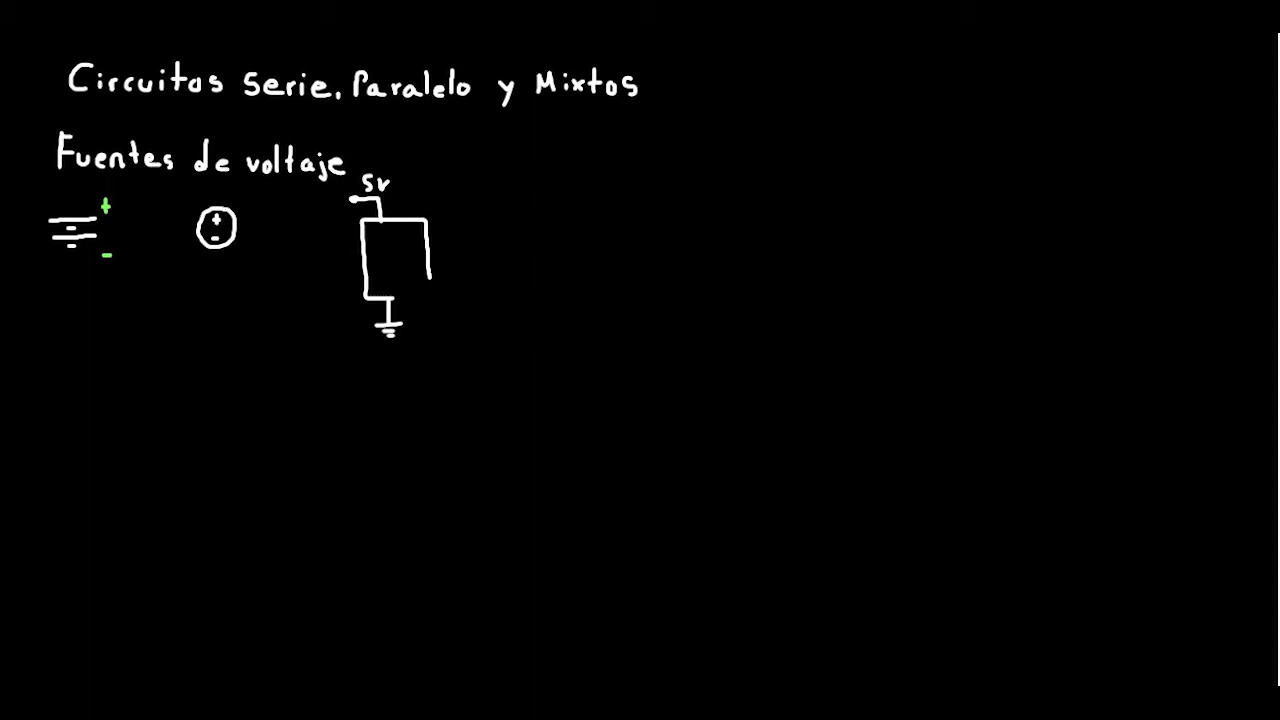 Circuitos Serie, Paralelo y Mixtos
Fuentes de voltaje
5v
+
-
+
-